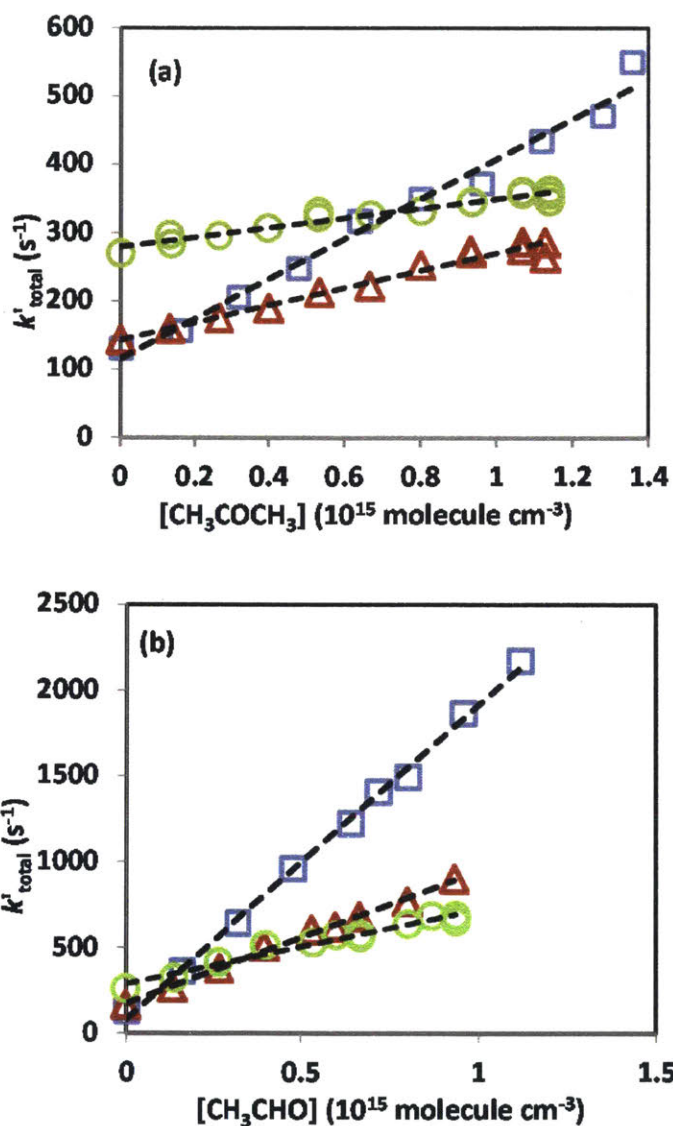 (a)
600
500
400
300
200
100
0
k'total (s-1)
0 0.2 0.4 0.6 0.8 1 1.2 1.4
[CH3COCH3] (10^15 molecule cm^-3)
(b)
2500
2000
1500
1000
500
0
k'total (s-1)
0 0.5 1 1.5
[CH3CHO] (10^15 molecule cm^-3)